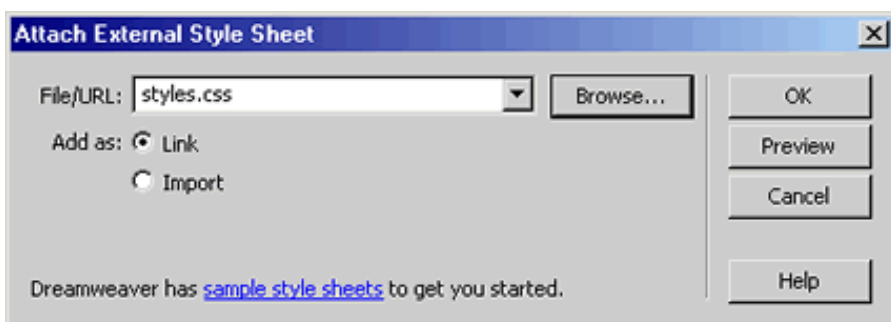 Attach External Style Sheet
File/URL: styles.css Browse... OK
Add as: Link Preview
Import Cancel
Dreamweaver has sample style sheets to get you started. Help